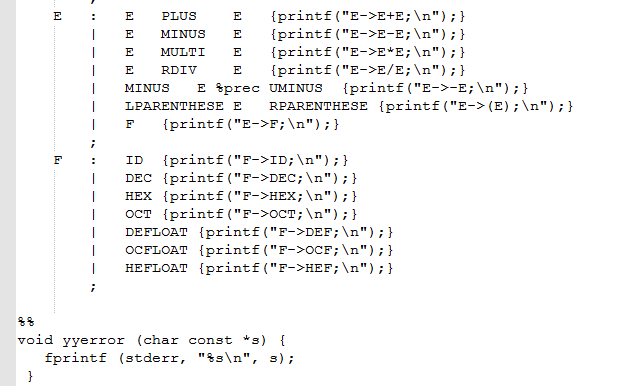 ;
E : E PLUS E {printf("E->E+E;\n");}
| E MINUS E {printf("E->E-E;\n");}
| E MULTI E {printf("E->E*E;\n");}
| E RDIV E {printf("E->E/E;\n");}
| MINUS E %prec UMINUS {printf("E->-E;\n");}
| LPARENTHESE E RPARENTHESE {printf("E->(E);\n");}
| F {printf("E->F;\n");}
;
F : ID {printf("F->ID;\n");}
| DEC {printf("F->DEC;\n");}
| HEX {printf("F->HEX;\n");}
| OCT {printf("F->OCT;\n");}
| DEFLOAT {printf("F->DEF;\n");}
| OCFLOAT {printf("F->OCF;\n");}
| HEFLOAT {printf("F->HEF;\n");}
;
%%
void yyerror (char const *s) {
fprintf (stderr, "%s\n", s);
}